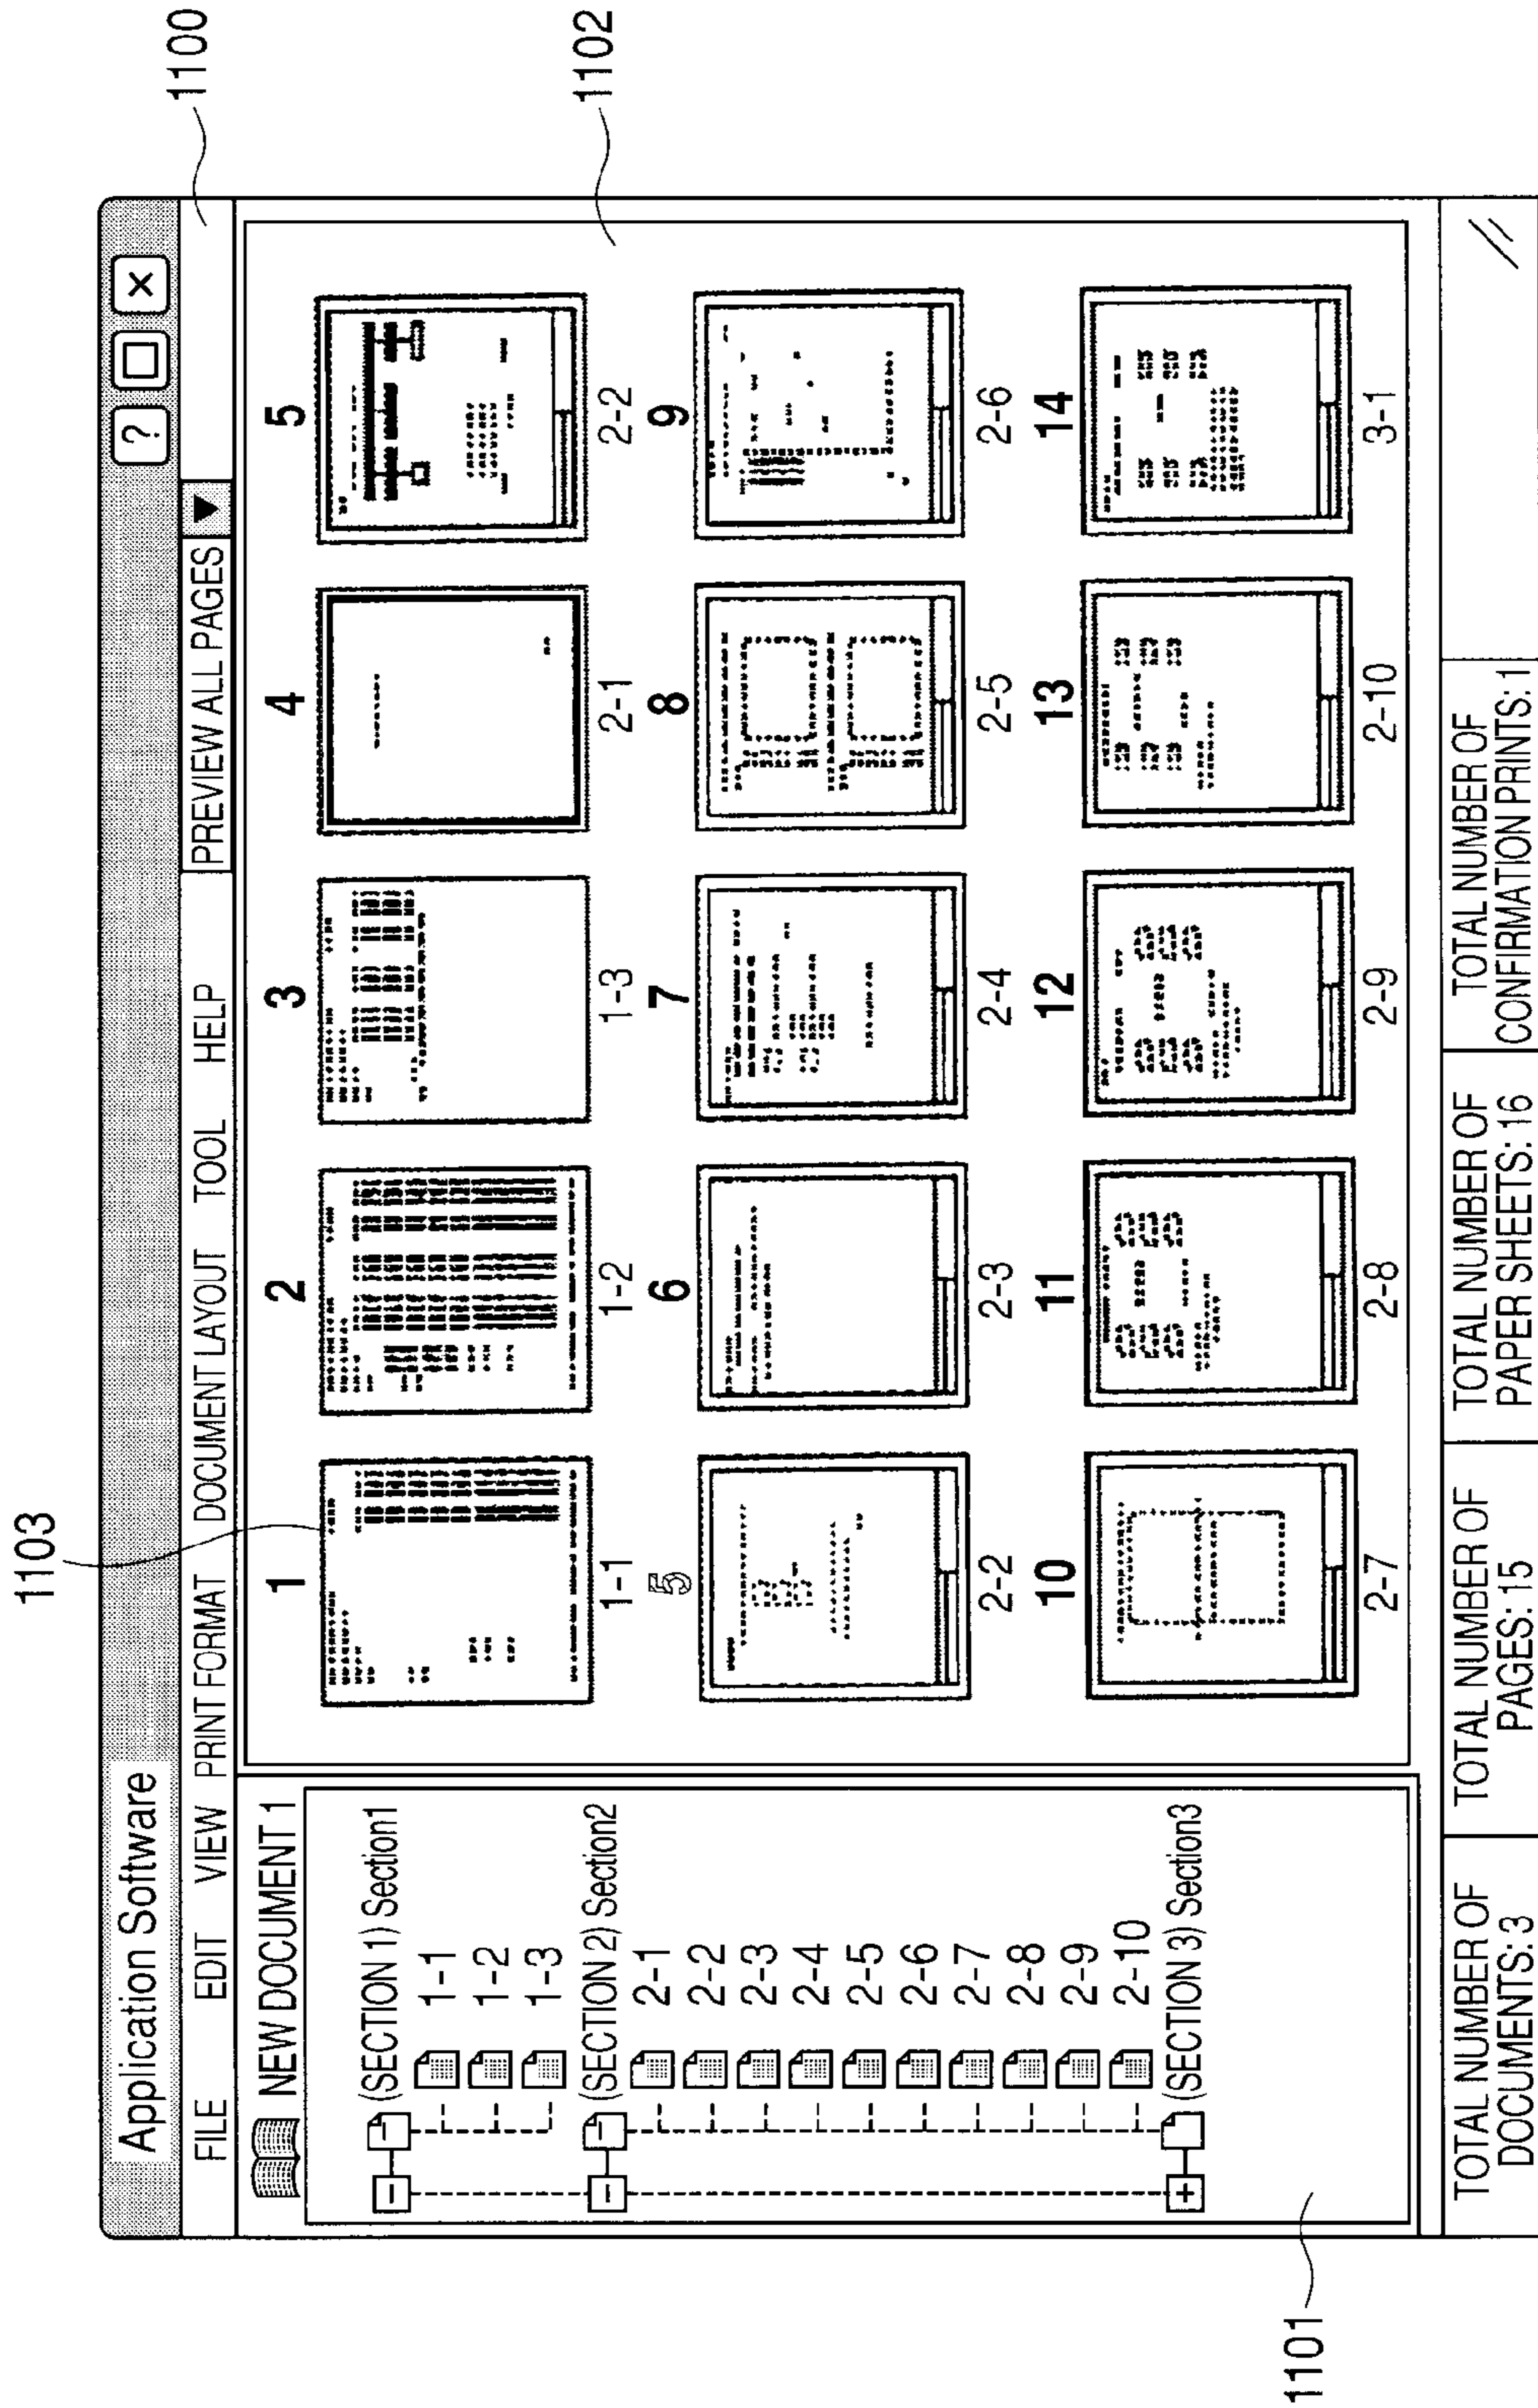 1103
1100
1102
1101
Application Software
? ×
FILE EDIT VIEW PRINT FORMAT DOCUMENT LAYOUT TOOL HELP PREVIEW ALL PAGES ▼
NEW DOCUMENT 1
(SECTION 1) Section1
1-1
1-2
1-3
(SECTION 2) Section2
2-1
2-2
2-3
2-4
2-5
2-6
2-7
2-8
2-9
2-10
(SECTION 3) Section3
1 2 3 4 5
1-1 1-2 1-3 2-1 2-2
5 6 7 8 9
2-2 2-3 2-4 2-5 2-6
10 11 12 13 14
2-7 2-8 2-9 2-10 3-1
TOTAL NUMBER OF
DOCUMENTS: 3
TOTAL NUMBER OF
PAGES: 15
TOTAL NUMBER OF
PAPER SHEETS: 16
TOTAL NUMBER OF
CONFIRMATION PRINTS: 1